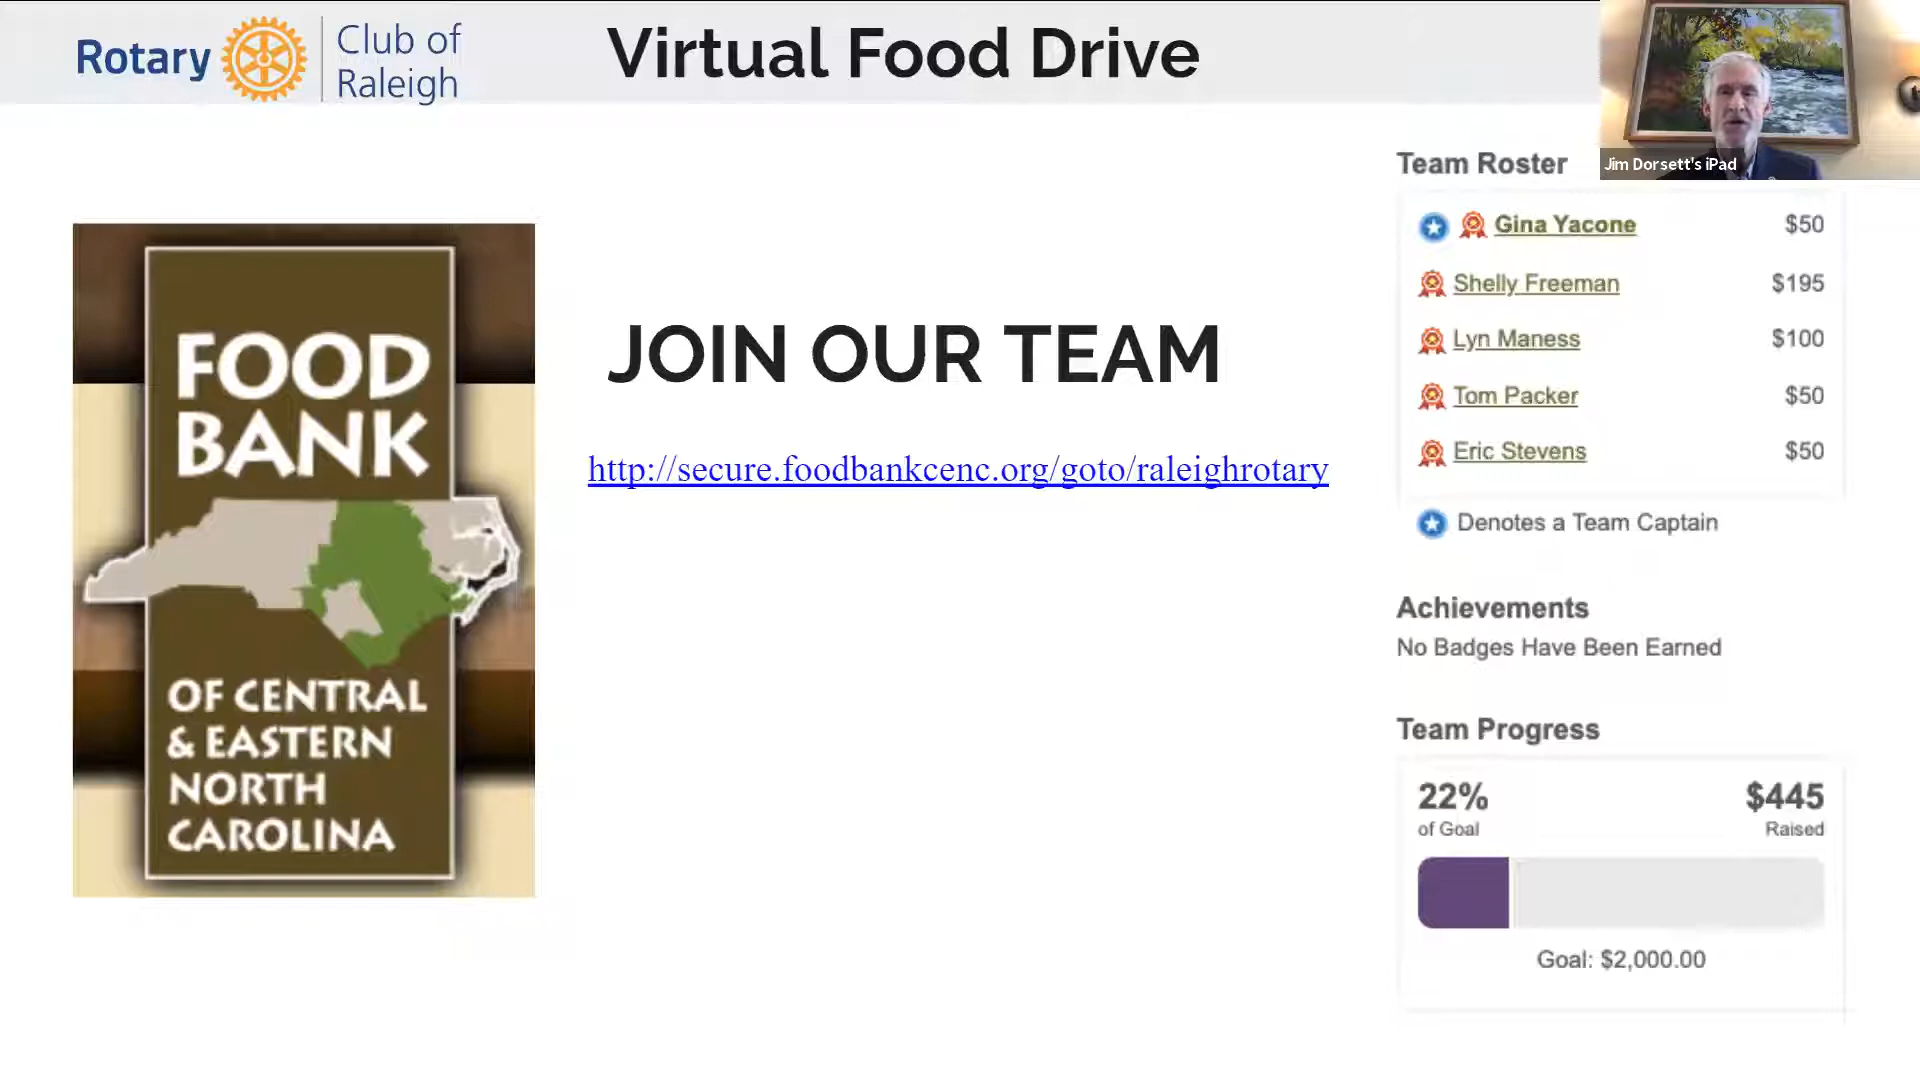 Rotary
Club of
Raleigh
Virtual Food Drive
Jim Dorsett's iPad
FOOD
BANK
OF CENTRAL
& EASTERN
NORTH
CAROLINA
JOIN OUR TEAM
http://secure.foodbankcenc.org/goto/raleighrotary
Team Roster
Gina Yacone $50
Shelly Freeman $195
Lyn Maness $100
Tom Packer $50
Eric Stevens $50
Denotes a Team Captain
Achievements
No Badges Have Been Earned
Team Progress
22% $445
of Goal Raised
Goal: $2,000.00